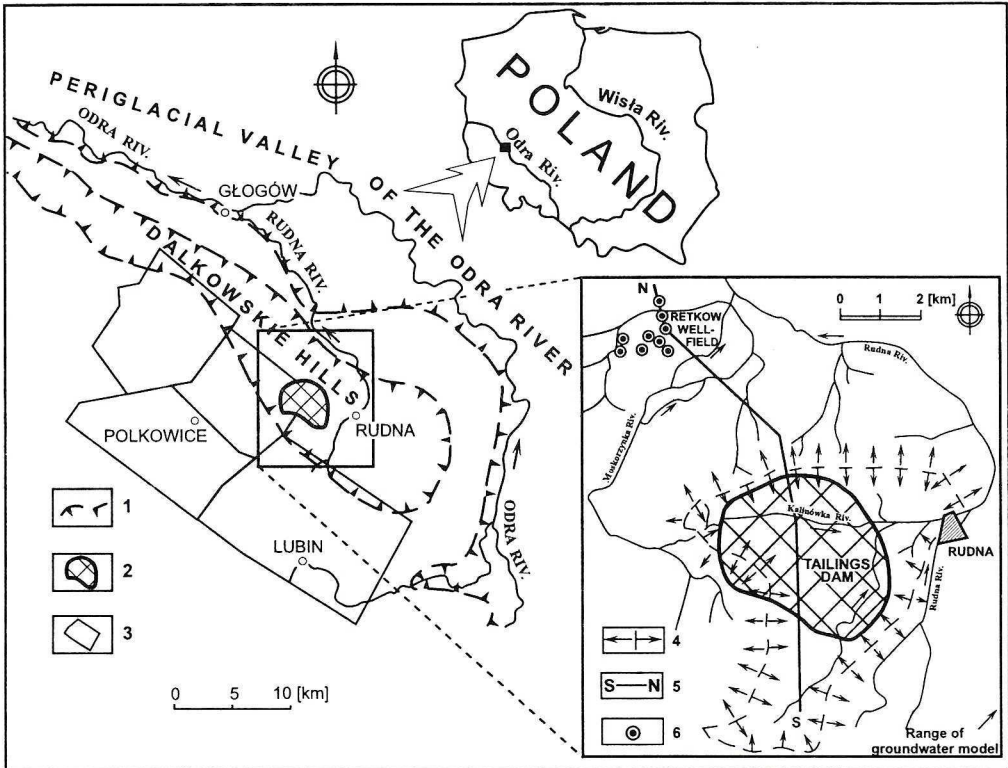 PERIGLACIAL VALLEY OF THE ODRA RIVER
ODRA RIV.
GŁOGÓW
RUDNA RIV.
DALKOWSKIE HILLS
POLKOWICE
RUDNA
LUBIN
ODRA RIV.
1
2
3
0 5 10 [km]
POLAND
Wisła Riv.
Odra Riv.
N
0 1 2 [km]
RETKOW
WELL-
FIELD
Rudna Riv.
Moskorzynka Riv.
Kalinówka Riv.
TAILINGS
DAM
RUDNA
Rudna Riv.
4
S N 5
6
S
Range of
groundwater model